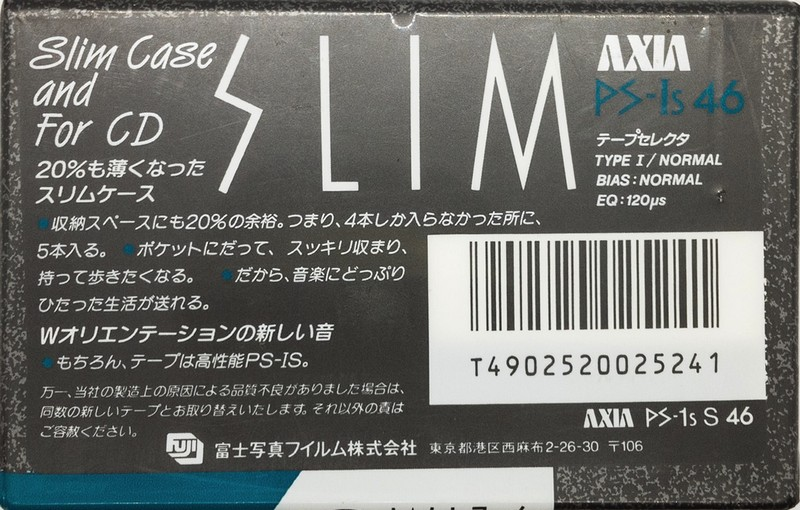 Slim Case
and
For CD
SLIM
20%も薄くなった
スリムケース
●収納スペースにも20%の余裕。つまり、4本しか入らなかった所に、
5本入る。 ●ポケットにだって、スッキリ収まり、
持って歩きたくなる。 ●だから、音楽にどっぷり
ひたった生活が送れる。
Wオリエンテーションの新しい音
●もちろん、テープは高性能PS-IS。
万一、当社の製造上の原因による品質不良がありました場合は、
同数の新しいテープとお取り替えいたします。それ以外の責は
ご容赦ください。
FUJI 富士写真フイルム株式会社 東京都港区西麻布2-26-30 〒106
AXIA
PS-Is 46
テープセレクタ
TYPE I/NORMAL
BIAS:NORMAL
EQ:120μs
T4902520025241
AXIA PS-1s S 46